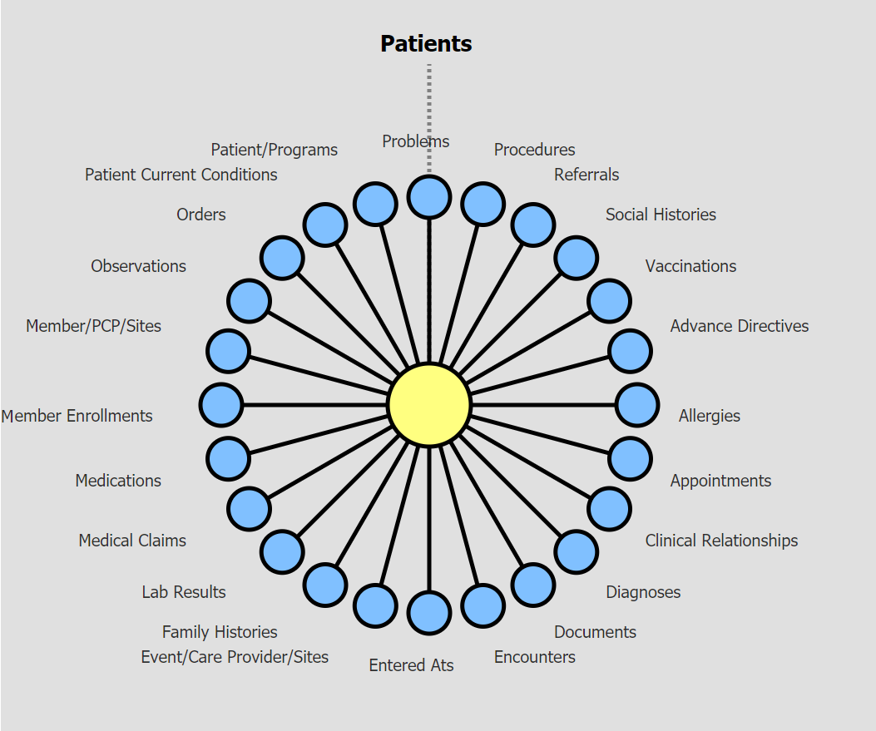 Patients
Problems
Patient/Programs
Procedures
Patient Current Conditions
Referrals
Orders
Social Histories
Observations
Vaccinations
Member/PCP/Sites
Advance Directives
Member Enrollments
Allergies
Medications
Appointments
Medical Claims
Clinical Relationships
Lab Results
Diagnoses
Family Histories
Documents
Event/Care Provider/Sites
Encounters
Entered Ats